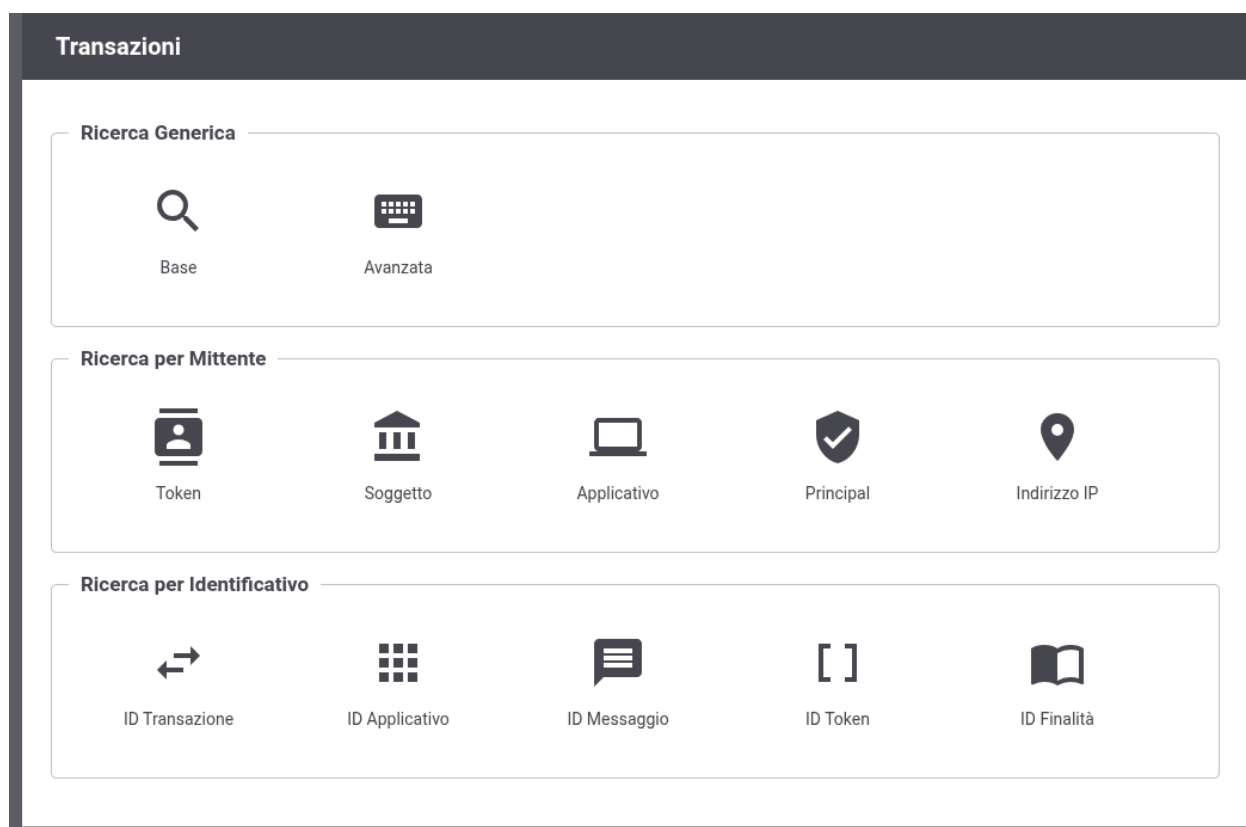 Transazioni
Ricerca Generica
Base Avanzata
Ricerca per Mittente
Token Soggetto Applicativo Principal Indirizzo IP
Ricerca per Identificativo
ID Transazione ID Applicativo ID Messaggio ID Token ID Finalità